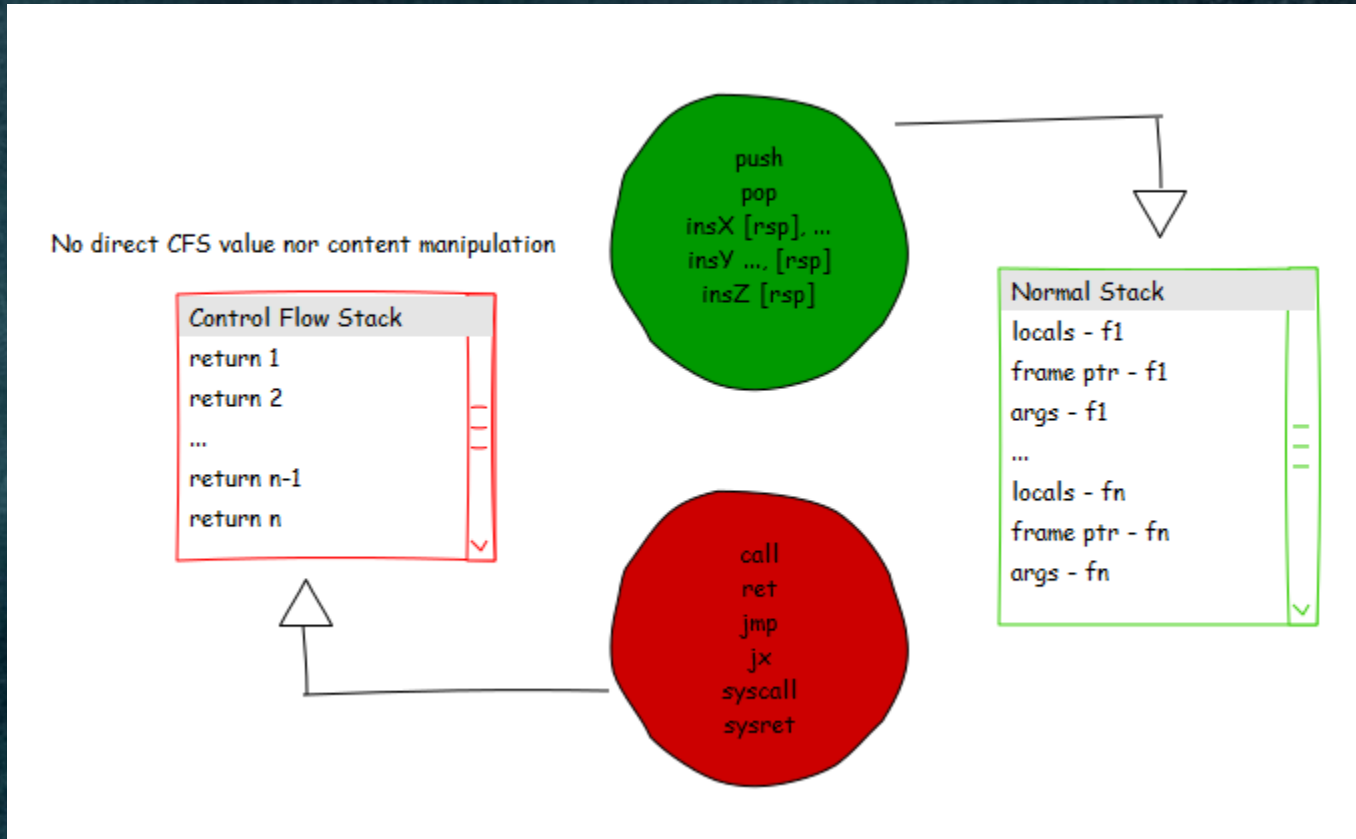 No direct CFS value nor content manipulation
Control Flow Stack
return 1
return 2
...
return n-1
return n
push
pop
insX [rsp], ...
insY ..., [rsp]
insZ [rsp]
call
ret
jmp
jx
syscall
sysret
Normal Stack
locals - f1
frame ptr - f1
args - f1
...
locals - fn
frame ptr - fn
args - fn